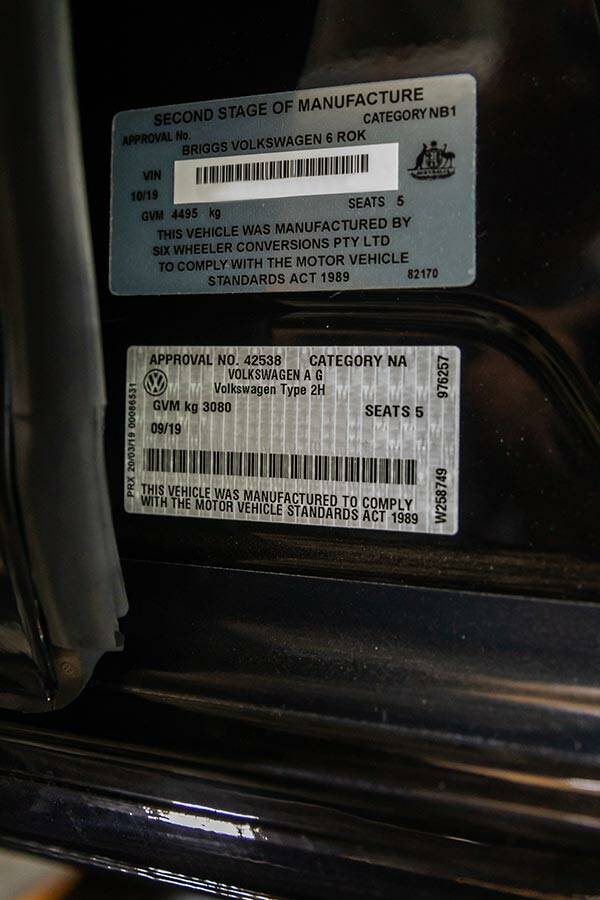 SECOND STAGE OF MANUFACTURE
APPROVAL No. CATEGORY NB1
BRIGGS VOLKSWAGEN 6 ROK
VIN
10/19
AUSTRALIA
GVM 4495 kg SEATS 5
THIS VEHICLE WAS MANUFACTURED BY
SIX WHEELER CONVERSIONS PTY LTD
TO COMPLY WITH THE MOTOR VEHICLE
STANDARDS ACT 1989 82170
APPROVAL NO. 42538 CATEGORY NA
VOLKSWAGEN A G
Volkswagen Type 2H
GVM kg 3080 SEATS 5
09/19
THIS VEHICLE WAS MANUFACTURED TO COMPLY
WITH THE MOTOR VEHICLE STANDARDS ACT 1989
PRX 20/03/19 00086531
976257
W258749